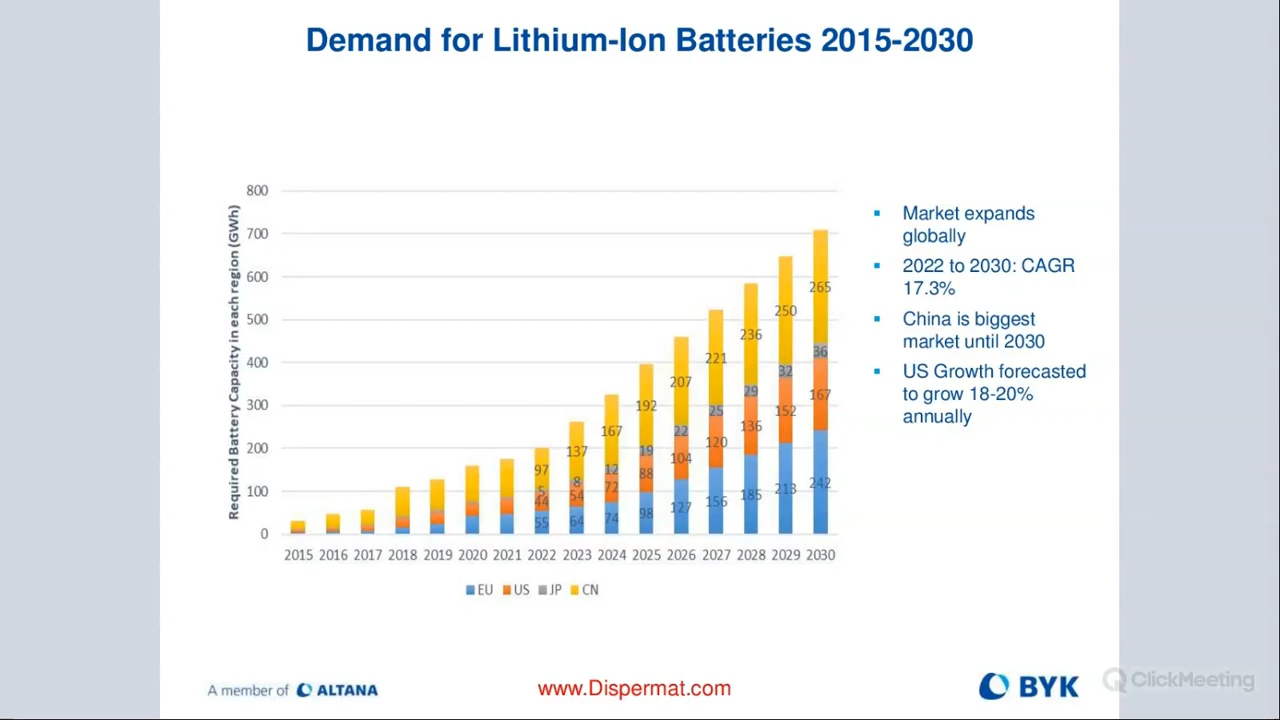 Demand for Lithium-Ion Batteries 2015-2030
Required Battery Capacity in each region (GWh)
800
700
600
500
400
300
200
100
0
97
5
44
55
137
8
54
64
167
12
72
74
192
19
88
98
207
22
104
127
221
25
120
156
236
29
136
185
250
32
152
213
265
36
167
242
2015 2016 2017 2018 2019 2020 2021 2022 2023 2024 2025 2026 2027 2028 2029 2030
EU US JP CN
▪ Market expands
globally
▪ 2022 to 2030: CAGR
17.3%
▪ China is biggest
market until 2030
▪ US Growth forecasted
to grow 18-20%
annually
A member of ALTANA
www.Dispermat.com
BYK
ClickMeeting